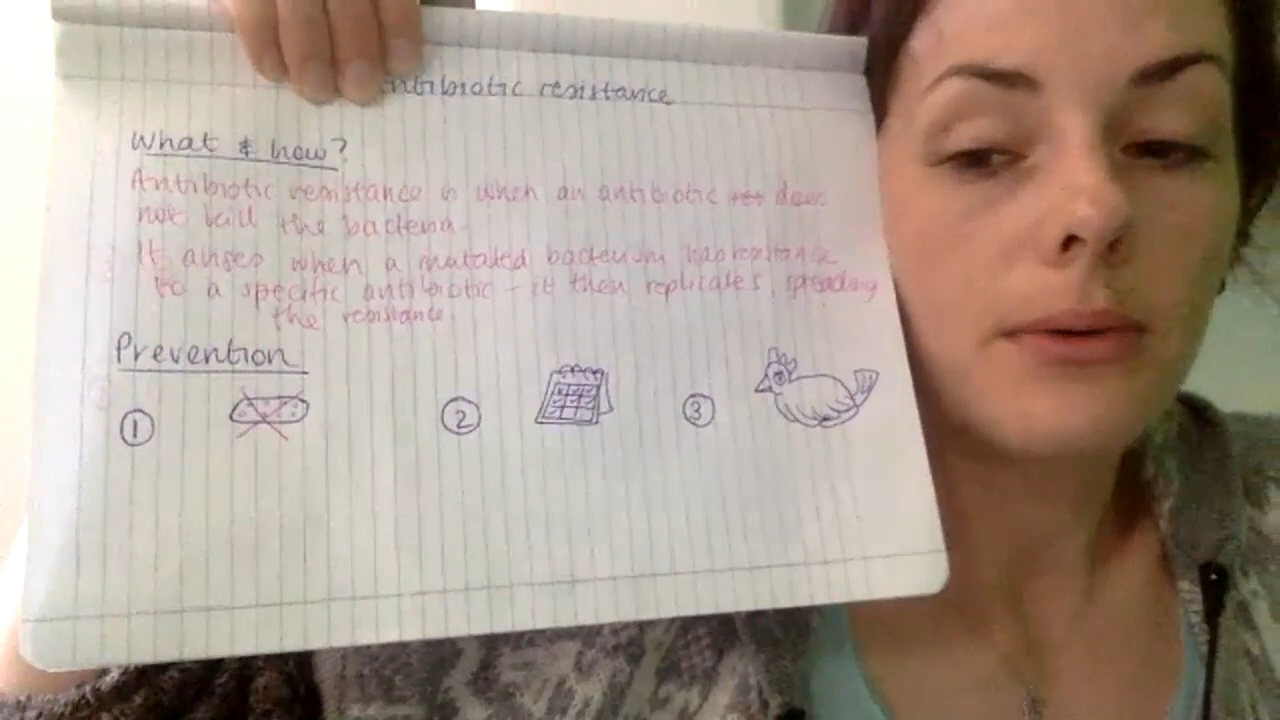 ntibiotic resistance
What & how?
Antibiotic resistance is when an antibiotic does
not kill the bacteria
It arises when a mutated bacterium has resistance
to a specific antibiotic - it then replicates, spreading
the resistance.
Prevention
1 2 3